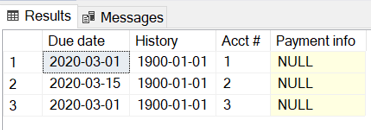 Results Messages
Due date History Acct # Payment info
1 2020-03-01 1900-01-01 1 NULL
2 2020-03-15 1900-01-01 2 NULL
3 2020-03-01 1900-01-01 3 NULL